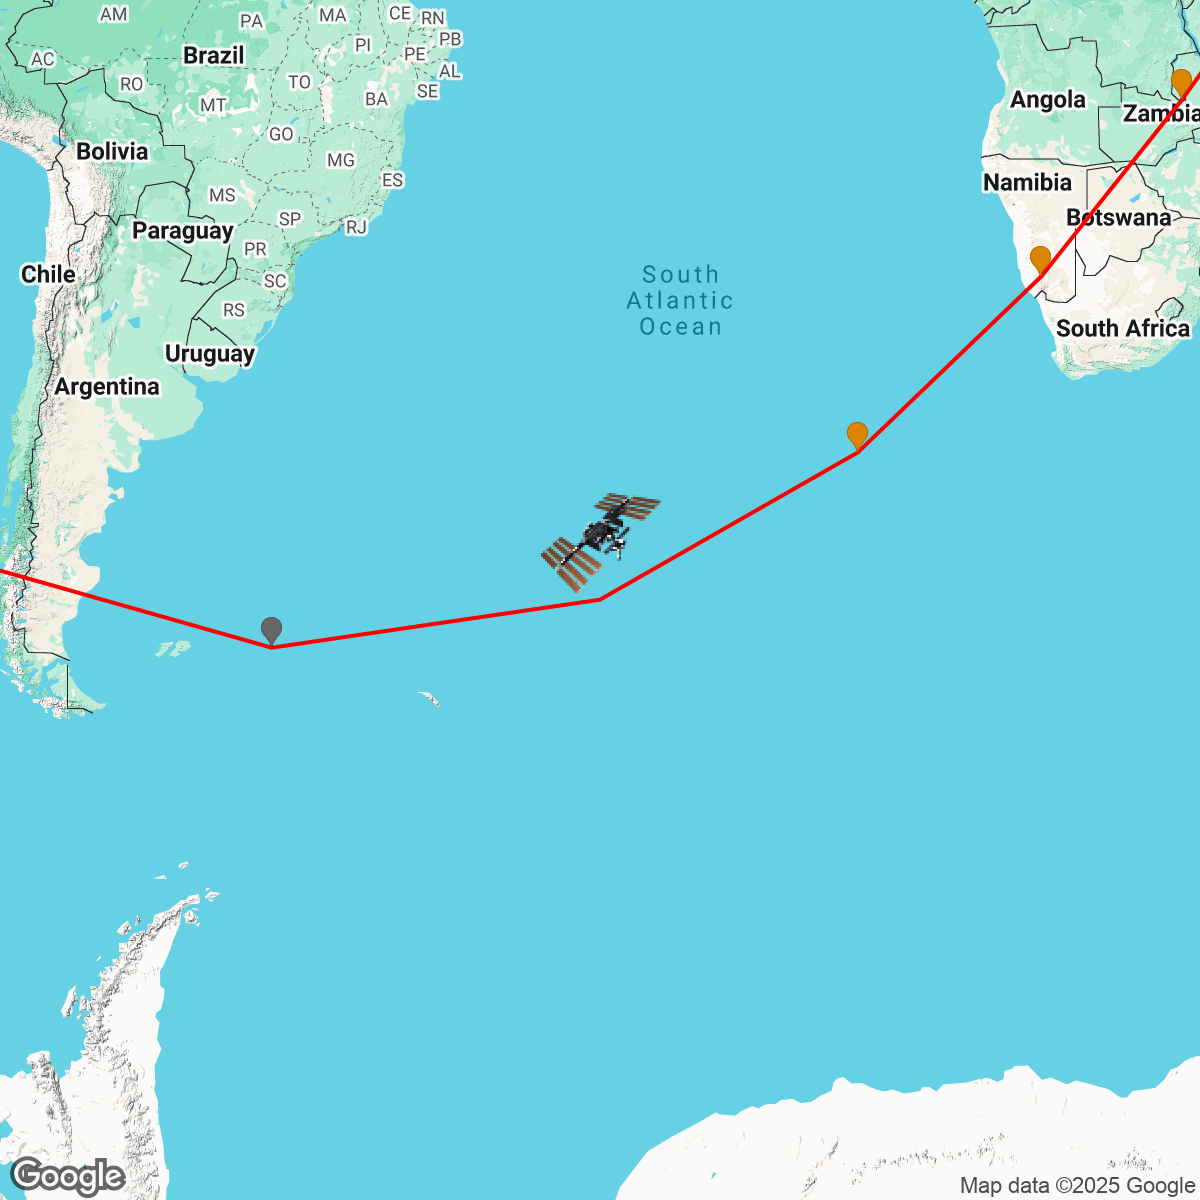 AM
PA
MA
CE
RN
PB
PI
PE
AL
AC
Brazil
TO
SE
RO
MT
BA
GO
Bolivia
MG
MS
ES
SP
Paraguay
RJ
PR
Chile
SC
RS
Uruguay
Argentina
South
Atlantic
Ocean
Angola
Zambia
Namibia
Botswana
South Africa
Google
Map data ©2025 Google